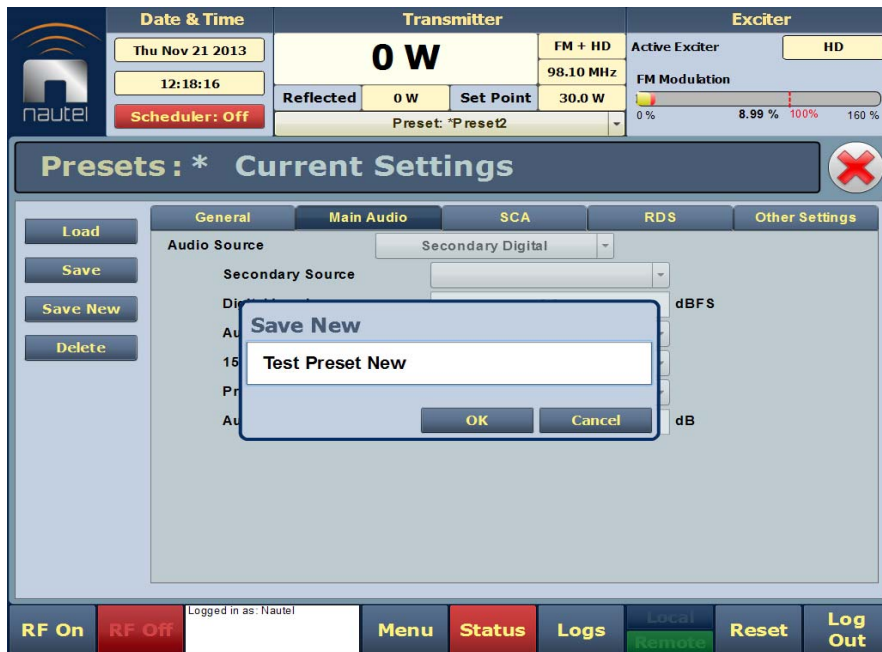 Date & Time
Transmitter
Exciter
nautel
Thu Nov 21 2013
12:18:16
Scheduler: Off
0 W
FM + HD
98.10 MHz
Reflected
0 W
Set Point
30.0 W
Preset: *Preset2
Active Exciter
HD
FM Modulation
0 %
8.99 %
100%
160 %
Presets : * Current Settings
Load
Save
Save New
Delete
General
Main Audio
SCA
RDS
Other Settings
Audio Source
Secondary Digital
Secondary Source
dBFS
Save New
Test Preset New
OK
Cancel
15
Pr
Au
dB
RF On
RF Off
Logged in as: Nautel
Menu
Status
Logs
Local
Remote
Reset
Log Out